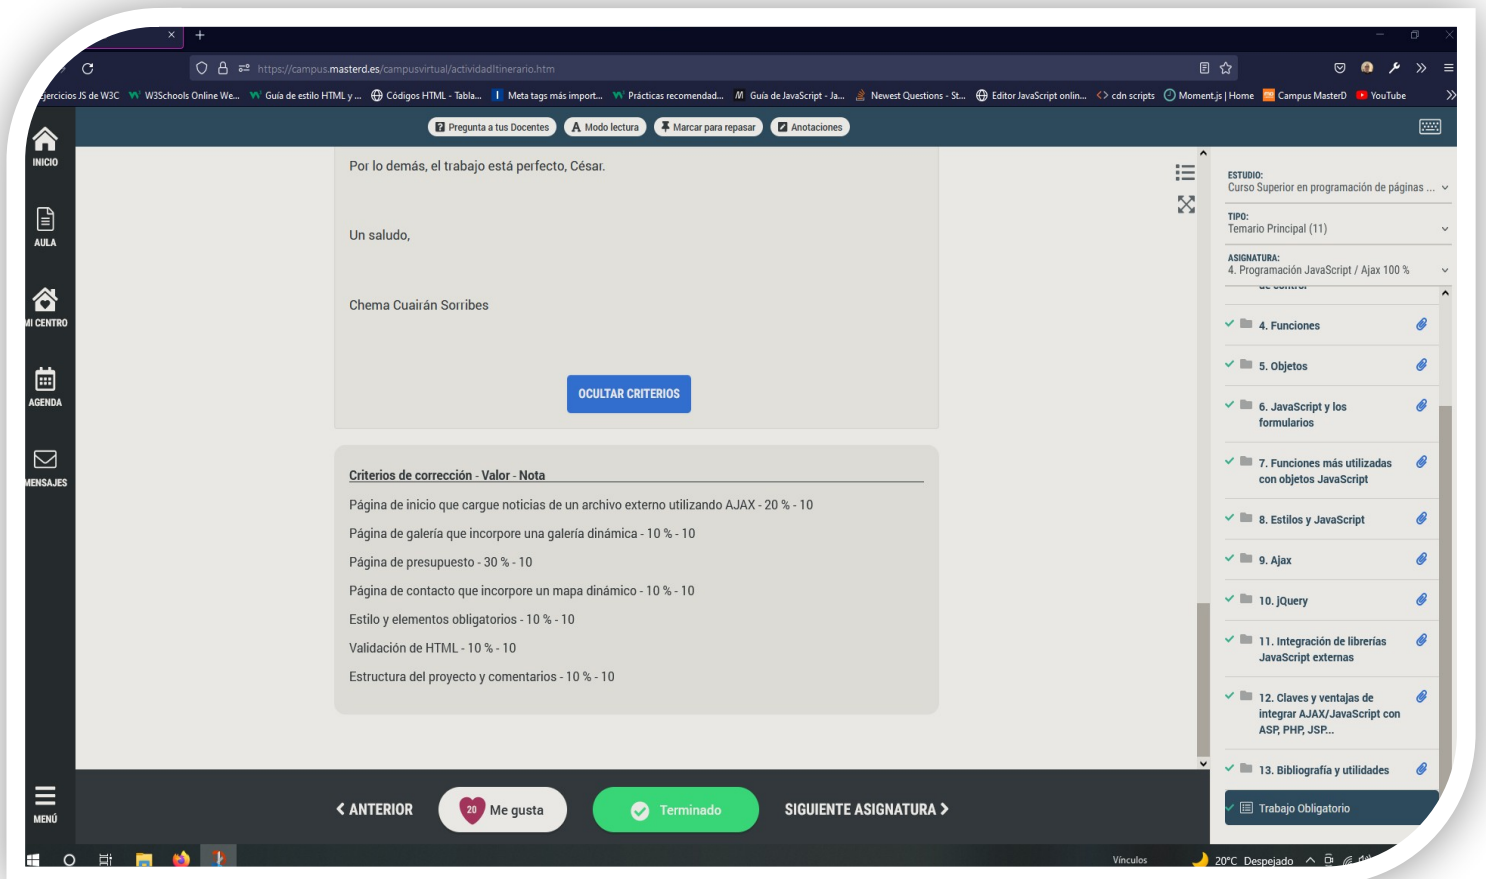 https://campus.masterd.es/campusvirtual/actividadItinerario.htm
Ejercicios JS de W3C W3Schools Online We... Guía de estilo HTML y ... Códigos HTML - Tabla... Meta tags más import... Prácticas recomendad... Guía de JavaScript - Ja... Newest Questions - St... Editor JavaScript onlin... cdn scripts Moment.js | Home Campus MasterD YouTube
Pregunta a tus Docentes A Modo lectura Marcar para repasar Anotaciones
INICIO
AULA
MI CENTRO
AGENDA
MENSAJES
MENÚ
Por lo demás, el trabajo está perfecto, César.
Un saludo,
Chema Cuairán Sorribes
OCULTAR CRITERIOS
Criterios de corrección - Valor - Nota
Página de inicio que cargue noticias de un archivo externo utilizando AJAX - 20 % - 10
Página de galería que incorpore una galería dinámica - 10 % - 10
Página de presupuesto - 30 % - 10
Página de contacto que incorpore un mapa dinámico - 10 % - 10
Estilo y elementos obligatorios - 10 % - 10
Validación de HTML - 10 % - 10
Estructura del proyecto y comentarios - 10 % - 10
ESTUDIO:
Curso Superior en programación de páginas ...
TIPO:
Temario Principal (11)
ASIGNATURA:
4. Programación JavaScript / Ajax 100 %
de control
4. Funciones
5. Objetos
6. JavaScript y los
formularios
7. Funciones más utilizadas
con objetos JavaScript
8. Estilos y JavaScript
9. Ajax
10. jQuery
11. Integración de librerías
JavaScript externas
12. Claves y ventajas de
integrar AJAX/JavaScript con
ASP, PHP, JSP...
13. Bibliografía y utilidades
Trabajo Obligatorio
ANTERIOR 20 Me gusta Terminado SIGUIENTE ASIGNATURA
Vínculos 20°C Despejado